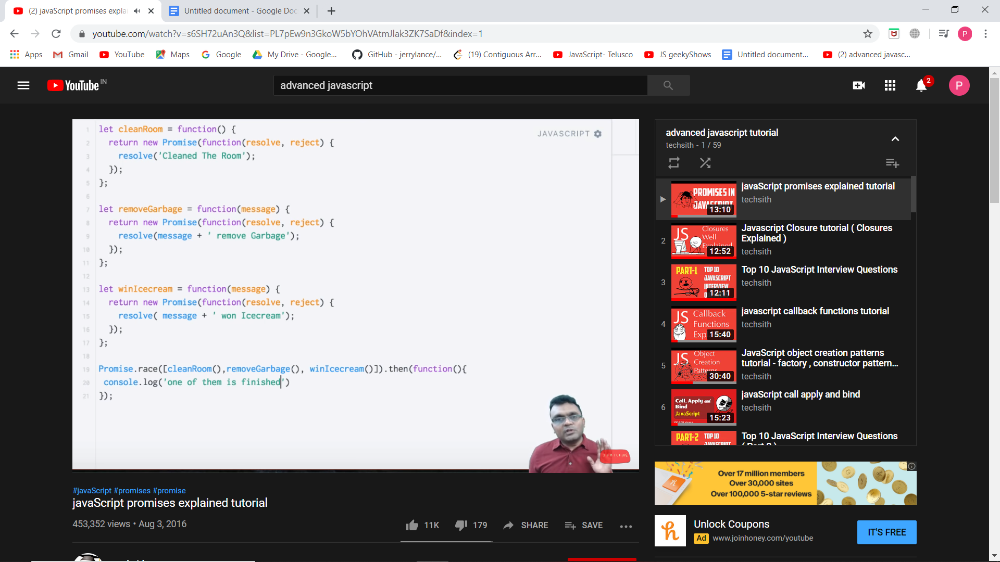 (2) javaScript promises explai
Untitled document - Google Doc
youtube.com/watch?v=s6SH72uAn3Q&list=PL7pEw9n3GkoW5bYOhVAtmJlak3ZK7SaDf&index=1
P
Apps
Gmail
YouTube
Maps
Google
My Drive - Google...
GitHub - jerrylance/...
(19) Contiguous Arr...
JavaScript- Telusco
JS geekyShows
Untitled document...
(2) advanced javasc...
YouTube IN
advanced javascript
2
P
JAVASCRIPT
1 let cleanRoom = function() {
2 return new Promise(function(resolve, reject) {
3 resolve('Cleaned The Room');
4 });
5 };
6
7 let removeGarbage = function(message) {
8 return new Promise(function(resolve, reject) {
9 resolve(message + ' remove Garbage');
10 });
11 };
12
13 let winIcecream = function(message) {
14 return new Promise(function(resolve, reject) {
15 resolve( message + ' won Icecream');
16 });
17 };
18
19 Promise.race([cleanRoom(),removeGarbage(), winIcecream()]).then(function(){
20 console.log('one of them is finished')
21 });
SUBSCRIBE
#javaScript #promises #promise
javaScript promises explained tutorial
453,352 views • Aug 3, 2016
11K
179
SHARE
SAVE
advanced javascript tutorial
techsith - 1 / 59
PROMISES IN
JAVASCRIPT
13:10
javaScript promises explained tutorial
techsith
2
JS
Closures
Well
Explained
12:52
Javascript Closure tutorial ( Closures
Explained )
techsith
3
PART-1
TOP 10
JAVASCRIPT
INTERVIEW
12:11
Top 10 JavaScript Interview Questions
techsith
4
JS
Callback
Functions
Exp
15:40
javascript callback functions tutorial
techsith
5
JS
Object
Creation
Patterns
30:40
JavaScript object creation patterns
tutorial - factory , constructor pattern...
techsith
6
Call, Apply and
Bind
JavaScript
15:23
javaScript call apply and bind
techsith
PART-2
TOP 10
JAVASCRIPT
Top 10 JavaScript Interview Questions
( Part 2 )
Over 17 million members
Over 30,000 sites
Over 100,000 5-star reviews
h
Unlock Coupons
Ad www.joinhoney.com/youtube
IT'S FREE